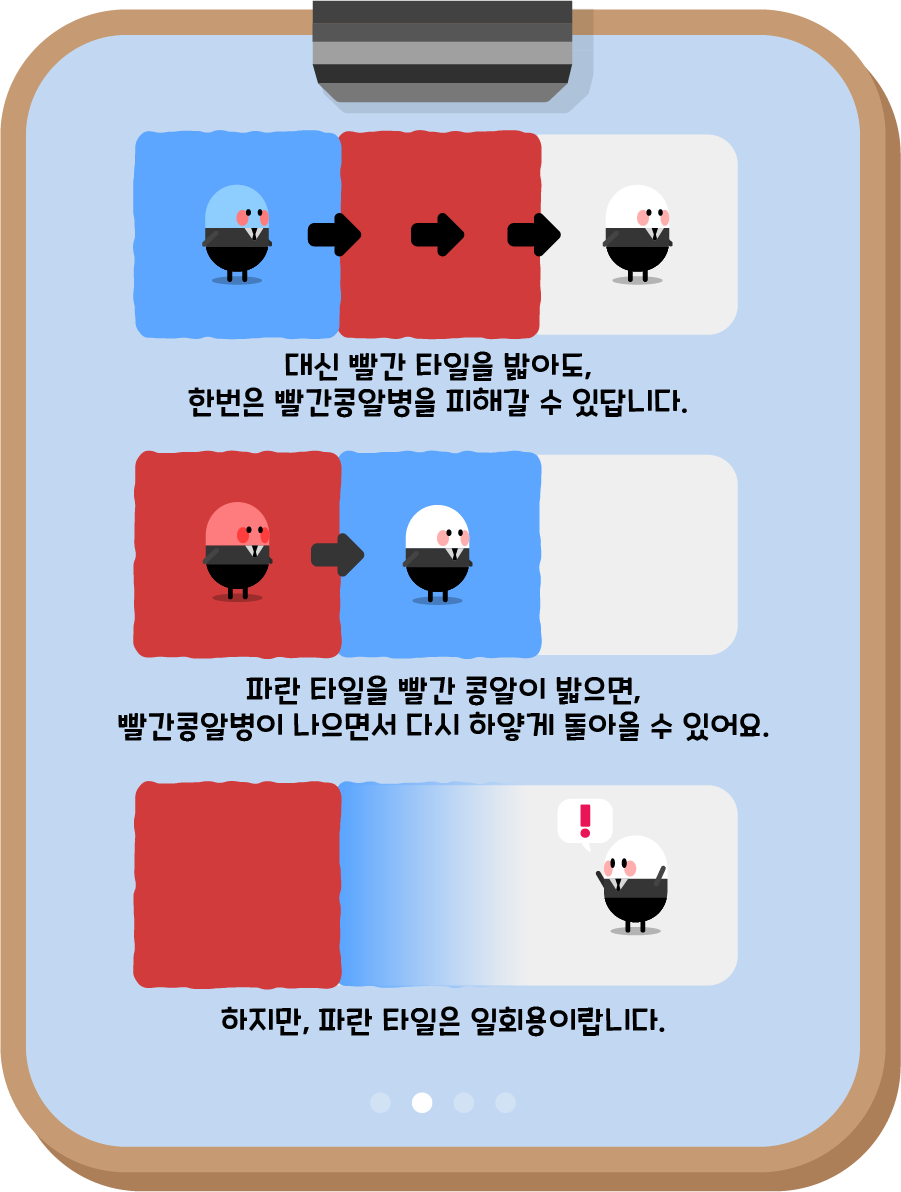 대신 빨간 타일을 밟아도,
한번은 빨간콩알병을 피해갈 수 있답니다.
!
파란 타일을 빨간 콩알이 밟으면,
빨간콩알병이 나으면서 다시 하얗게 돌아올 수 있어요.
하지만, 파란 타일은 일회용이랍니다.